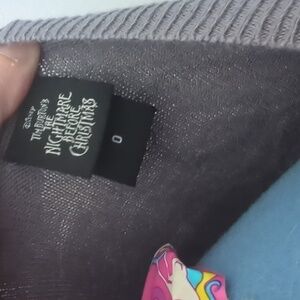 Disney
TIM BURTON'S
THE
NIGHTMARE
BEFORE
CHRISTMAS
0